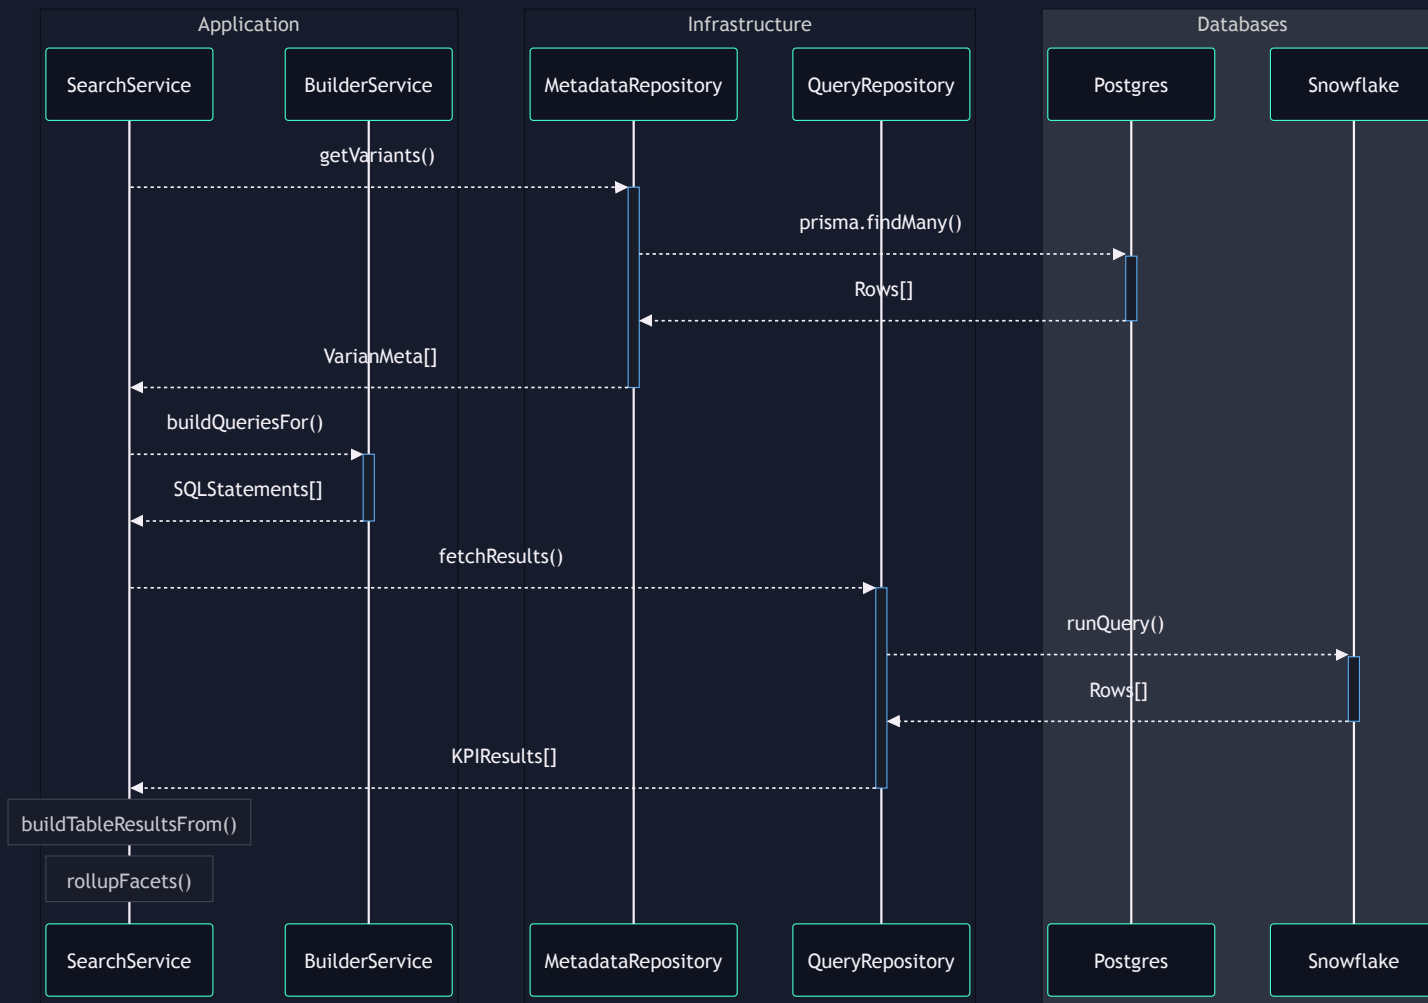 Application
Infrastructure
Databases
SearchService
BuilderService
MetadataRepository
QueryRepository
Postgres
Snowflake
getVariants()
prisma.findMany()
Rows[]
VarianMeta[]
buildQueriesFor()
SQLStatements[]
fetchResults()
runQuery()
Rows[]
KPIResults[]
buildTableResultsFrom()
rollupFacets()
SearchService
BuilderService
MetadataRepository
QueryRepository
Postgres
Snowflake